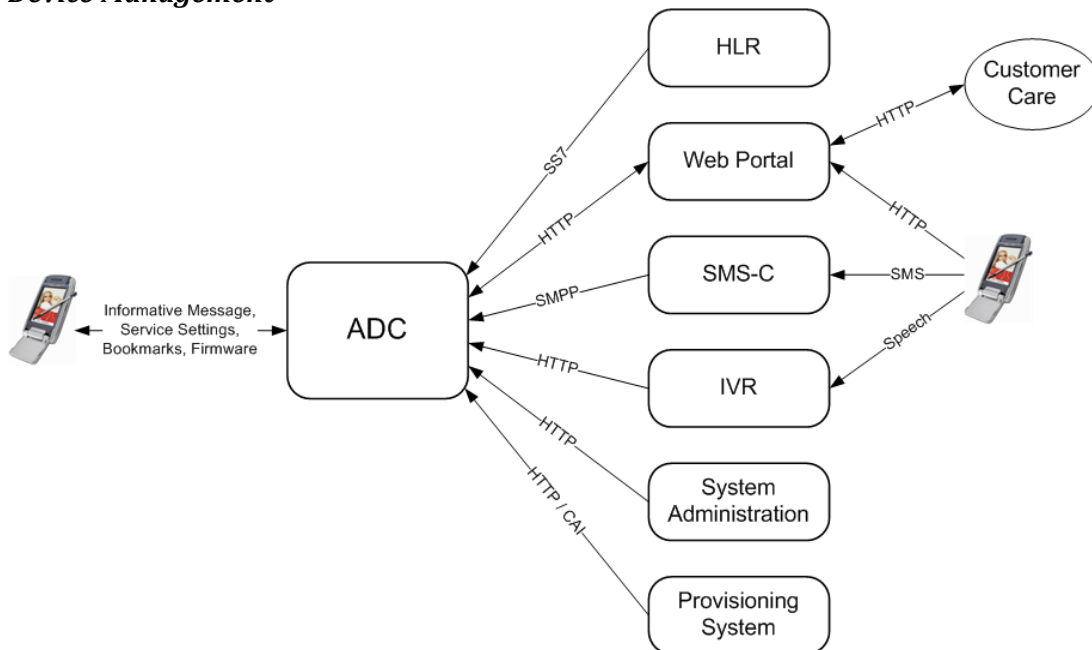 Device Management
HLR
Customer
Care
HTTP
Web Portal
SS7
HTTP
HTTP
SMS-C
SMS
SMPP
Informative Message,
Service Settings,
Bookmarks, Firmware
ADC
Speech
HTTP
IVR
HTTP
System
Administration
HTTP / CAI
Provisioning
System